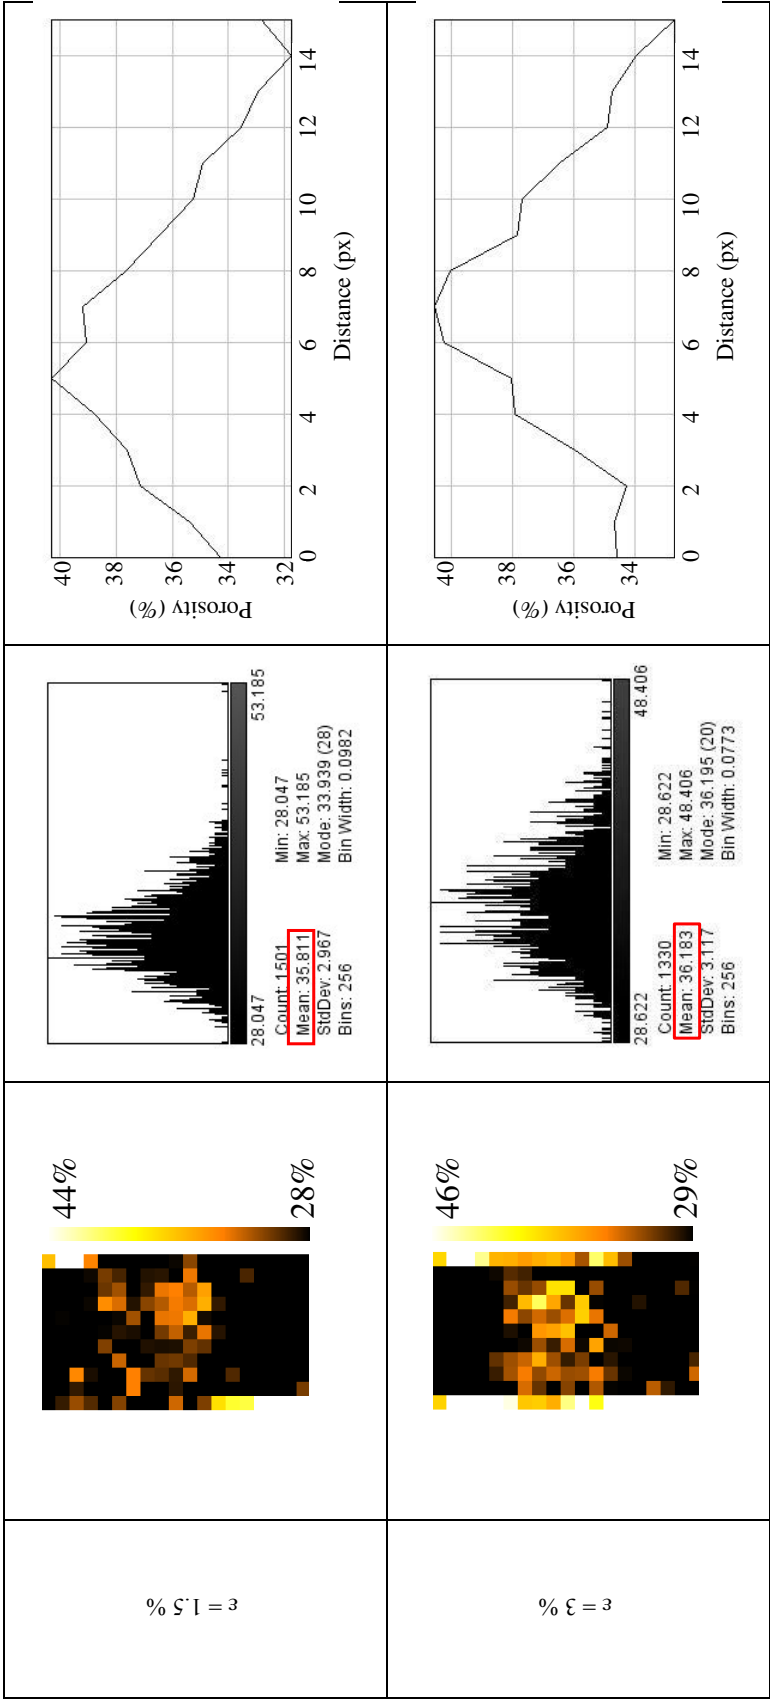 ε = 1.5 %
44%
28%
28.047
53.185
Count: 1501
Min: 28.047
Mean: 35.811
Max: 53.185
StdDev: 2.967
Mode: 33.939 (28)
Bins: 256
Bin Width: 0.0982
Porosity (%)
40
38
36
34
32
0
2
4
6
8
10
12
14
Distance (px)
ε = 3 %
46%
29%
28.622
48.406
Count: 1330
Min: 28.622
Mean: 36.183
Max: 48.406
StdDev: 3.117
Mode: 36.195 (20)
Bins: 256
Bin Width: 0.0773
Porosity (%)
40
38
36
34
0
2
4
6
8
10
12
14
Distance (px)